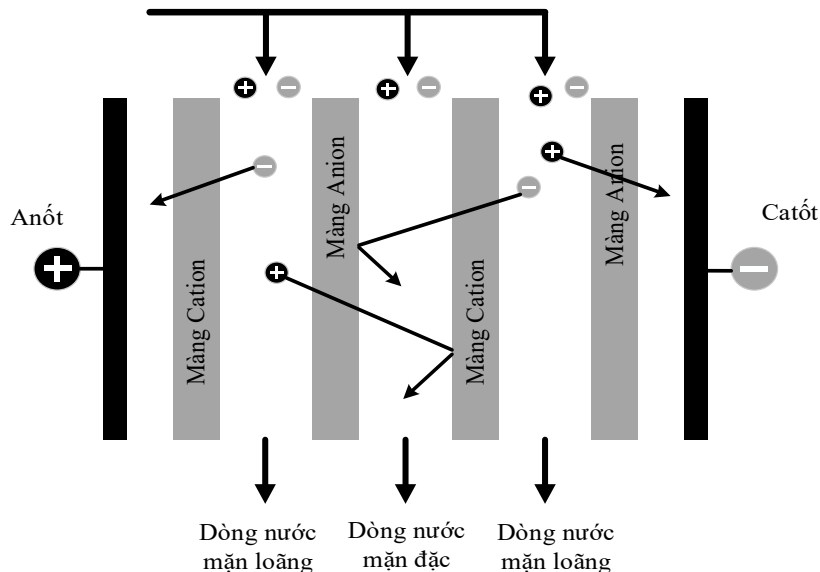 Anốt
Màng Cation
Màng Anion
Màng Cation
Màng Anion
Catốt
Dòng nước
mặn loãng
Dòng nước
mặn đặc
Dòng nước
mặn loãng